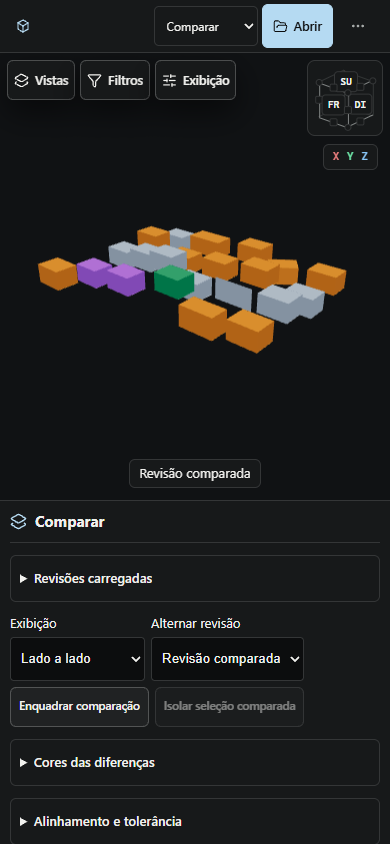 Comparar
Abrir
Vistas
Filtros
Exibição
SU
FR
DI
X Y Z
Revisão comparada
Comparar
Revisões carregadas
Exibição
Alternar revisão
Lado a lado
Revisão comparada
Enquadrar comparação
Isolar seleção comparada
Cores das diferenças
Alinhamento e tolerância